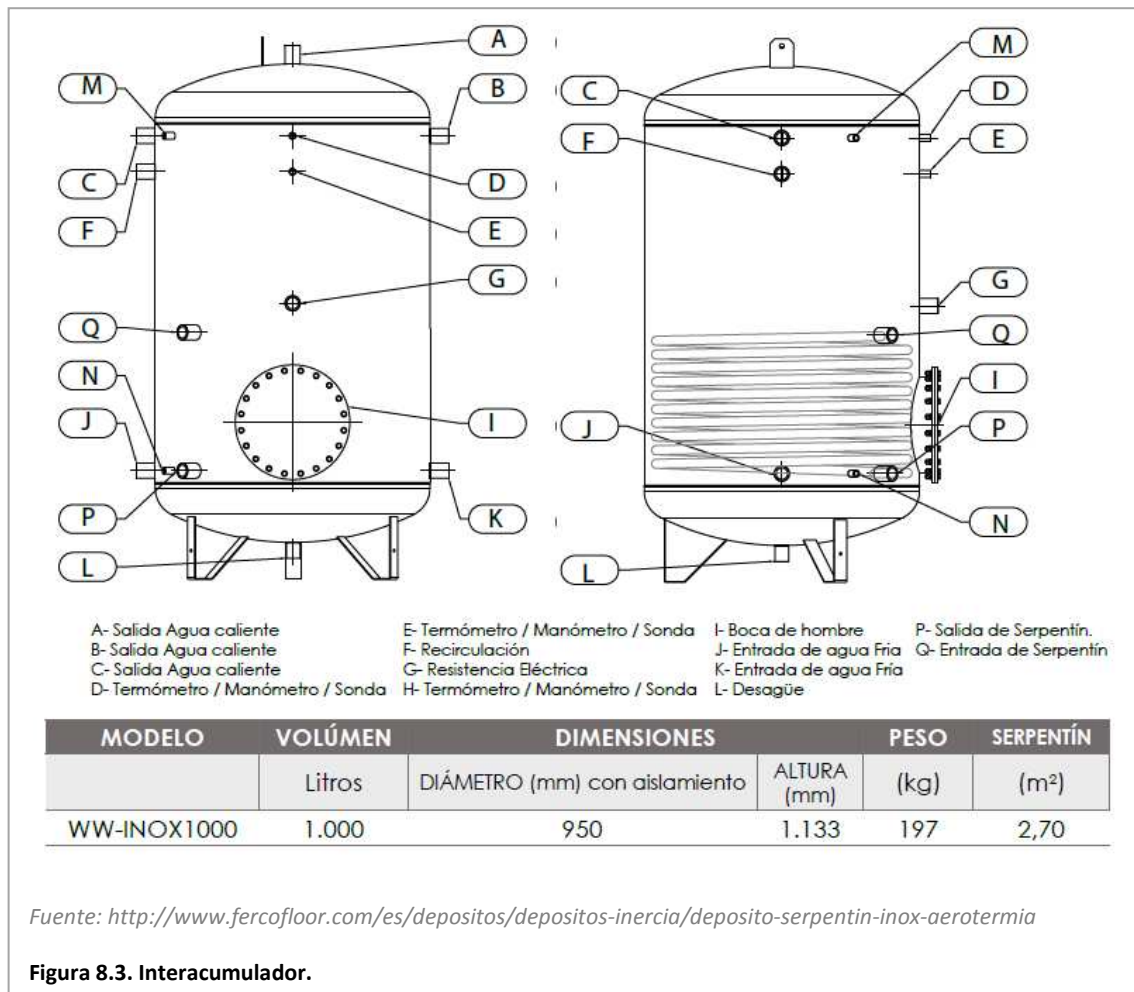 A
M
B
C
D
F
E
G
Q
N
J
I
P
K
L
M
C
D
F
E
G
Q
I
J
P
N
L
A- Salida Agua caliente
B- Salida Agua caliente
C- Salida Agua caliente
D- Termómetro / Manómetro / Sonda
E- Termómetro / Manómetro / Sonda
F- Recirculación
G- Resistencia Eléctrica
H- Termómetro / Manómetro / Sonda
I- Boca de hombre
J- Entrada de agua Fria
K- Entrada de agua Fría
L- Desagüe
P- Salida de Serpentín.
Q- Entrada de Serpentín
MODELO VOLÚMEN DIMENSIONES PESO SERPENTÍN
Litros DIÁMETRO (mm) con aislamiento ALTURA (mm) (kg) (m²)
WW-INOX1000 1.000 950 1.133 197 2,70
Fuente: http://www.fercofloor.com/es/depositos/depositos-inercia/deposito-serpentin-inox-aerotermia
Figura 8.3. Interacumulador.